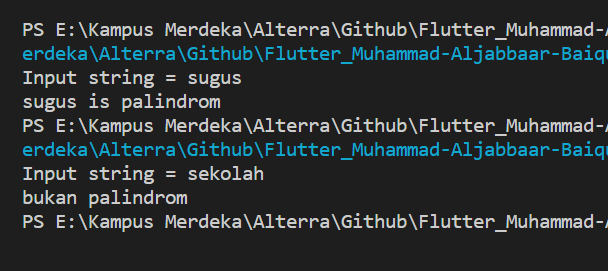 PS E:\Kampus Merdeka\Alterra\Github\Flutter_Muhammad-
erdeka\Alterra\Github\Flutter_Muhammad-Aljabbaar-Baiq
Input string = sugus
sugus is palindrom
PS E:\Kampus Merdeka\Alterra\Github\Flutter_Muhammad-
erdeka\Alterra\Github\Flutter_Muhammad-Aljabbaar-Baiq
Input string = sekolah
bukan palindrom
PS E:\Kampus Merdeka\Alterra\Github\Flutter_Muhammad-